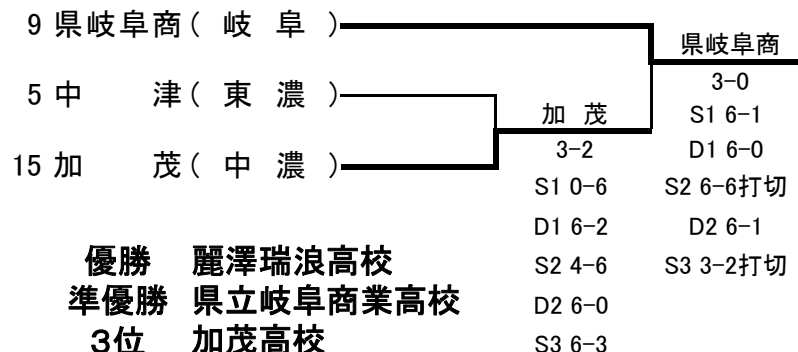 9 県岐阜商( 岐 阜 )
5 中 津( 東 濃 )
15 加 茂( 中 濃 )
加 茂
3-2
S1 0-6
D1 6-2
S2 4-6
D2 6-0
S3 6-3
県岐阜商
3-0
S1 6-1
D1 6-0
S2 6-6打切
D2 6-1
S3 3-2打切
優勝 麗澤瑞浪高校
準優勝 県立岐阜商業高校
3位 加茂高校